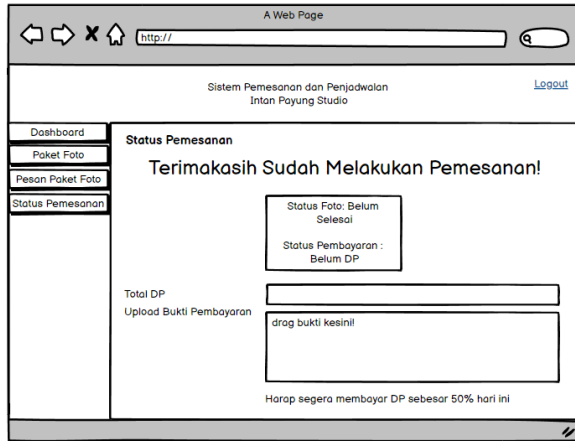 A Web Page
http://
Sistem Pemesanan dan Penjadwalan
Intan Payung Studio
Logout
Dashboard
Paket Foto
Pesan Paket Foto
Status Pemesanan
Status Pemesanan
Terimakasih Sudah Melakukan Pemesanan!
Status Foto: Belum
Selesai
Status Pembayaran :
Belum DP
Total DP
Upload Bukti Pembayaran
drag bukti kesini!
Harap segera membayar DP sebesar 50% hari ini